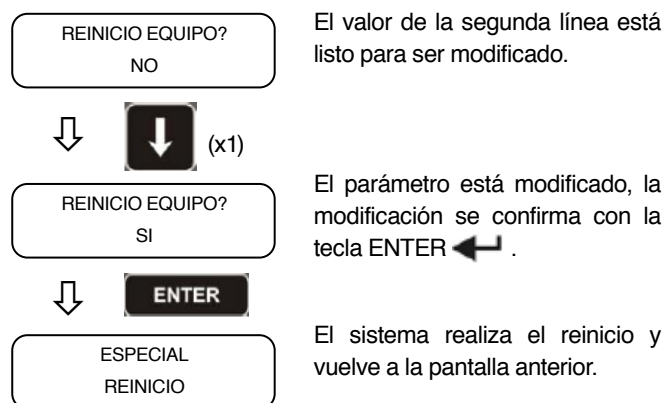 REINICIO EQUIPO?
NO
El valor de la segunda línea está
listo para ser modificado.
(x1)
REINICIO EQUIPO?
SI
El parámetro está modificado, la
modificación se confirma con la
tecla ENTER .
ENTER
ESPECIAL
REINICIO
El sistema realiza el reinicio y
vuelve a la pantalla anterior.